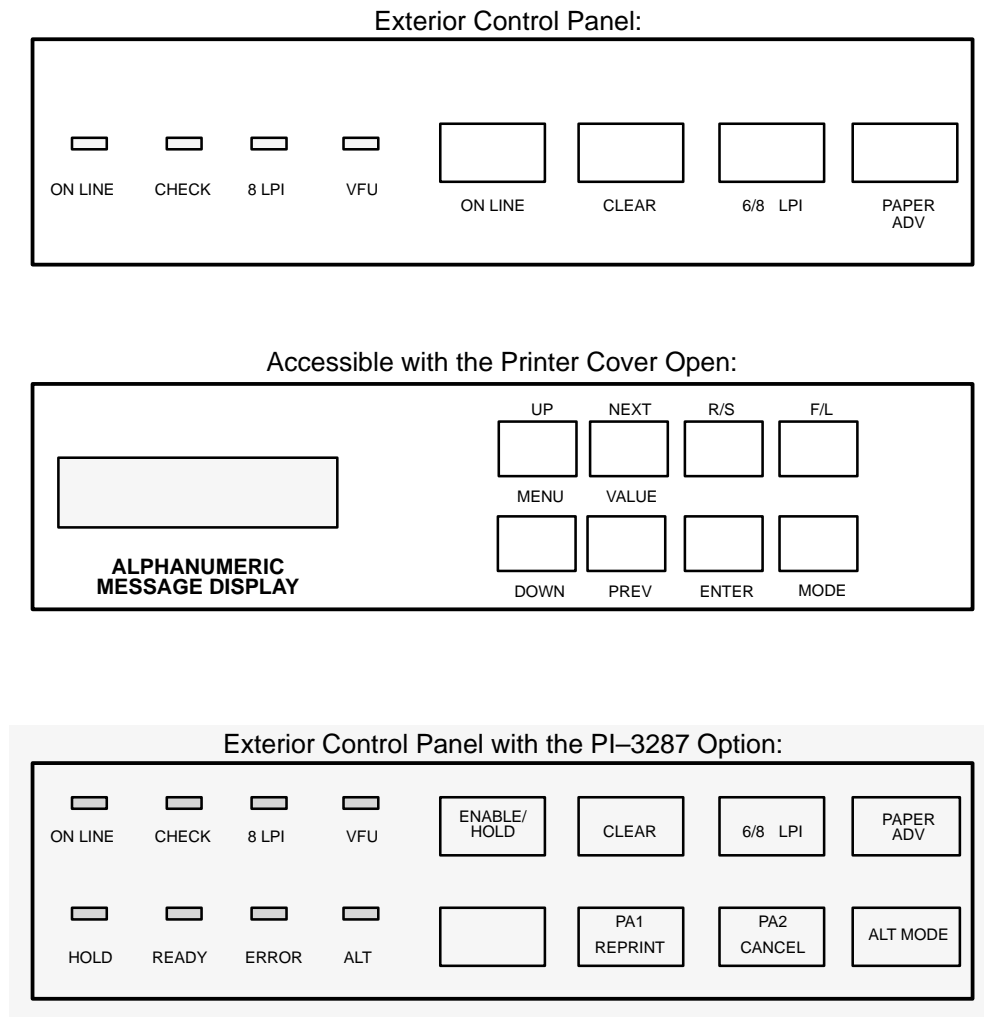 Exterior Control Panel:
ON LINE CHECK 8 LPI VFU ON LINE CLEAR 6/8 LPI PAPER
ADV
Accessible with the Printer Cover Open:
UP NEXT R/S F/L
MENU VALUE
ALPHANUMERIC
MESSAGE DISPLAY
DOWN PREV ENTER MODE
Exterior Control Panel with the PI–3287 Option:
ON LINE CHECK 8 LPI VFU ENABLE/
HOLD CLEAR 6/8 LPI PAPER
ADV
HOLD READY ERROR ALT PA1
REPRINT PA2
CANCEL ALT MODE